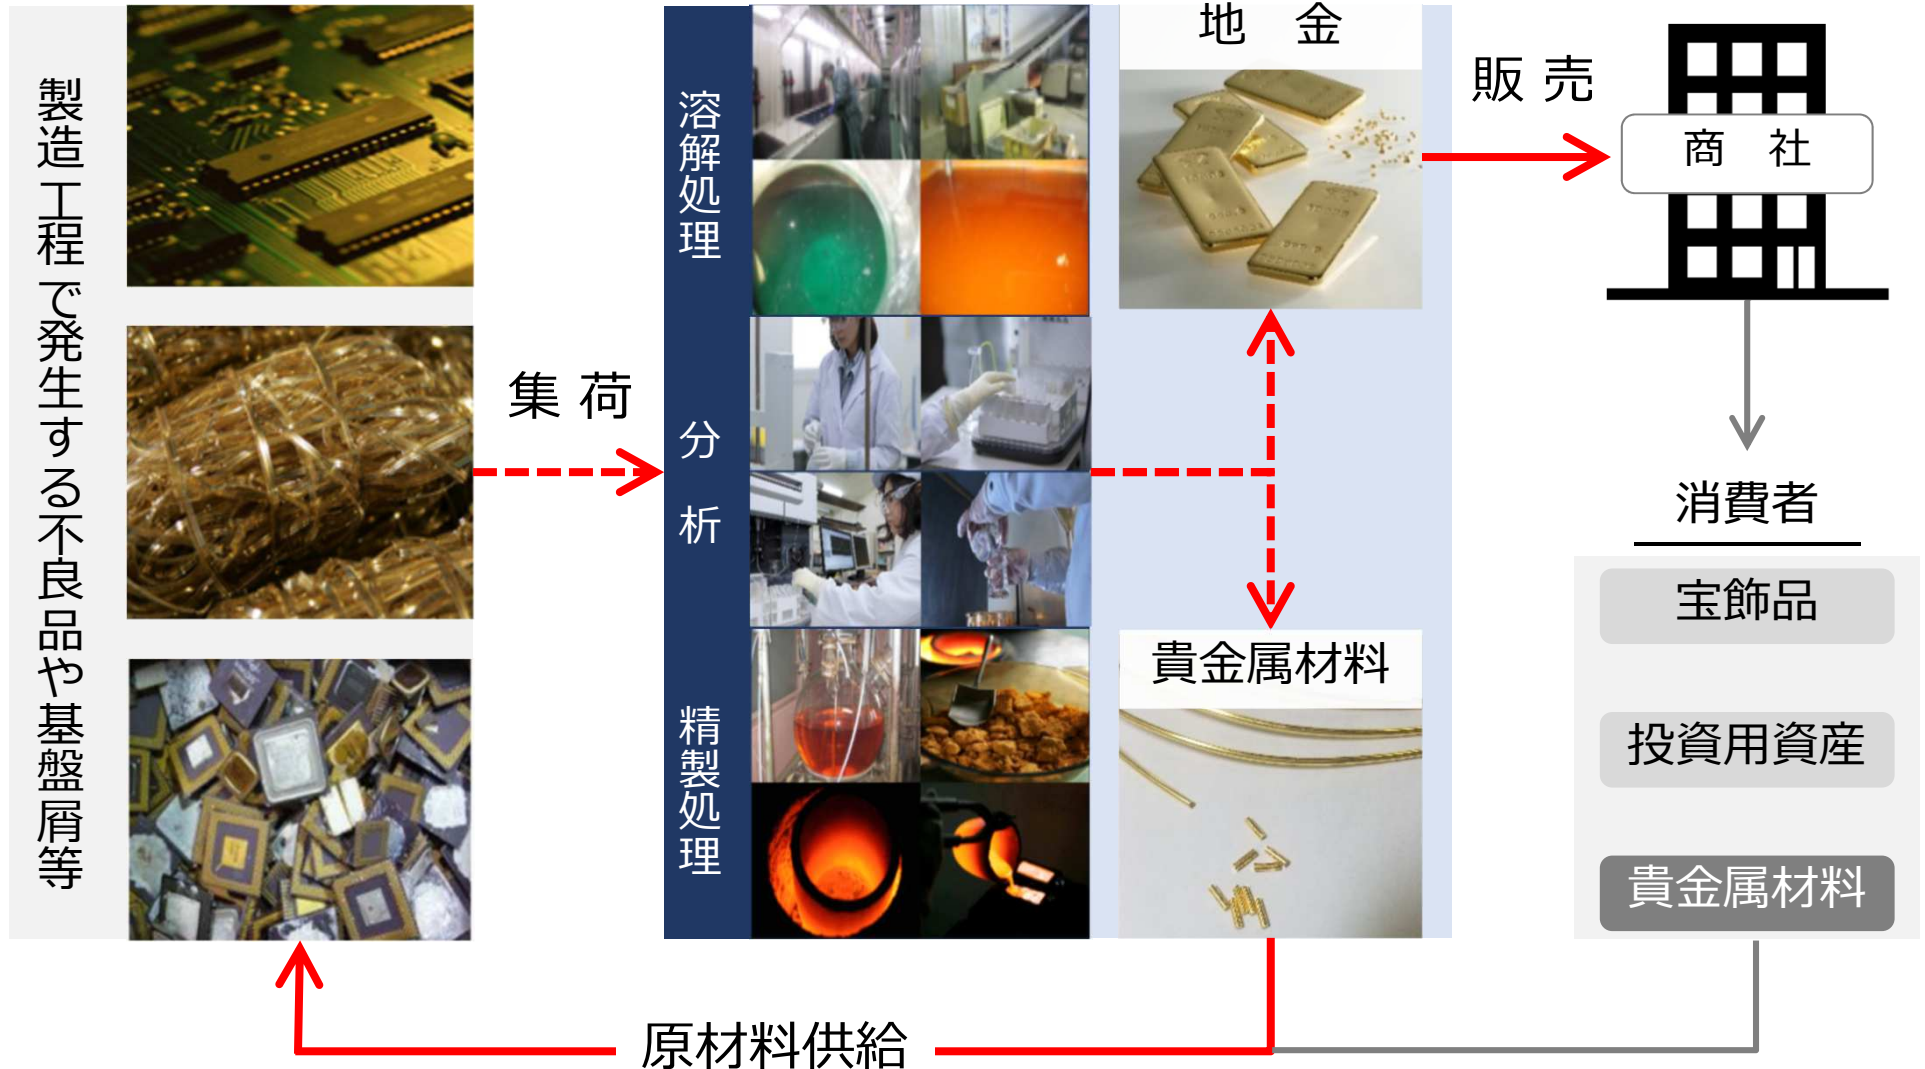 製造工程で発生する不良品や基盤屑等
集荷
溶解処理
分析
精製処理
地金
貴金属材料
販売
商社
消費者
宝飾品
投資用資産
貴金属材料
原材料供給